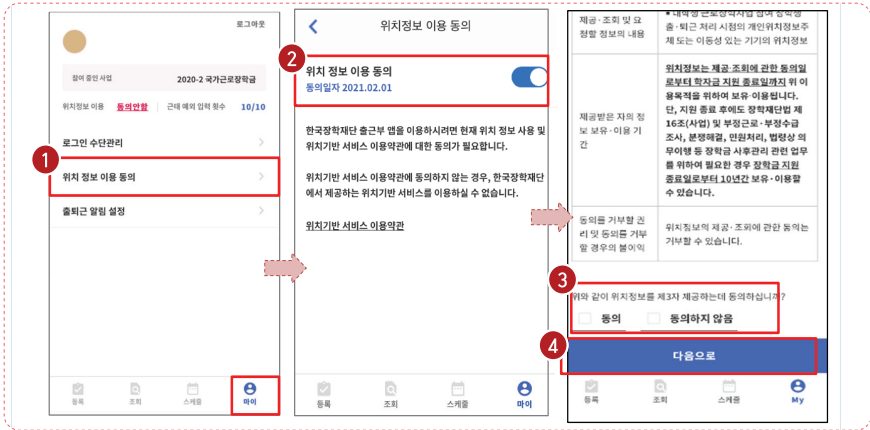 로그아웃
참여 중인 사업 2020-2 국가근로장학금
위치정보 이용 동의안함 근태 예외 입력 횟수 10/10
로그인 수단관리
1
위치 정보 이용 동의
출퇴근 알림 설정
등록 조회 스케줄 마이
위치정보 이용 동의
2
위치 정보 이용 동의
동의일자 2021.02.01
한국장학재단 출근부 앱을 이용하시려면 현재 위치 정보 사용 및
위치기반 서비스 이용약관에 대한 동의가 필요합니다.
위치기반 서비스 이용약관에 동의하지 않는 경우, 한국장학재단
에서 제공하는 위치기반 서비스를 이용하실 수 없습니다.
위치기반 서비스 이용약관
등록 조회 스케줄 마이
제공·조회 및 요
청할 정보의 내용
출·퇴근 처리 시점의 개인위치정보주
체 또는 이동성 있는 기기의 위치정보
제공받은 자의 정
보 보유·이용 기
간
위치정보는 제공·조회에 관한 동의일
로부터 학자금 지원 종료일까지 위 이
용목적을 위하여 보유·이용됩니다.
단, 지원 종료 후에도 장학재단법 제
16조(사업) 및 부정근로·부정수급
조사, 분쟁해결, 민원처리, 법령상 의
무이행 등 장학금 사후관리 관련 업무
를 위하여 필요한 경우 장학금 지원
종료일로부터 10년간 보유·이용할
수 있습니다.
동의를 거부할 권
리 및 동의를 거부
할 경우의 불이익
위치정보의 제공·조회에 관한 동의는
거부할 수 있습니다.
3
위와 같이 위치정보를 제3자 제공하는데 동의하십니까?
동의 동의하지 않음
4
다음으로
등록 조회 스케줄 My